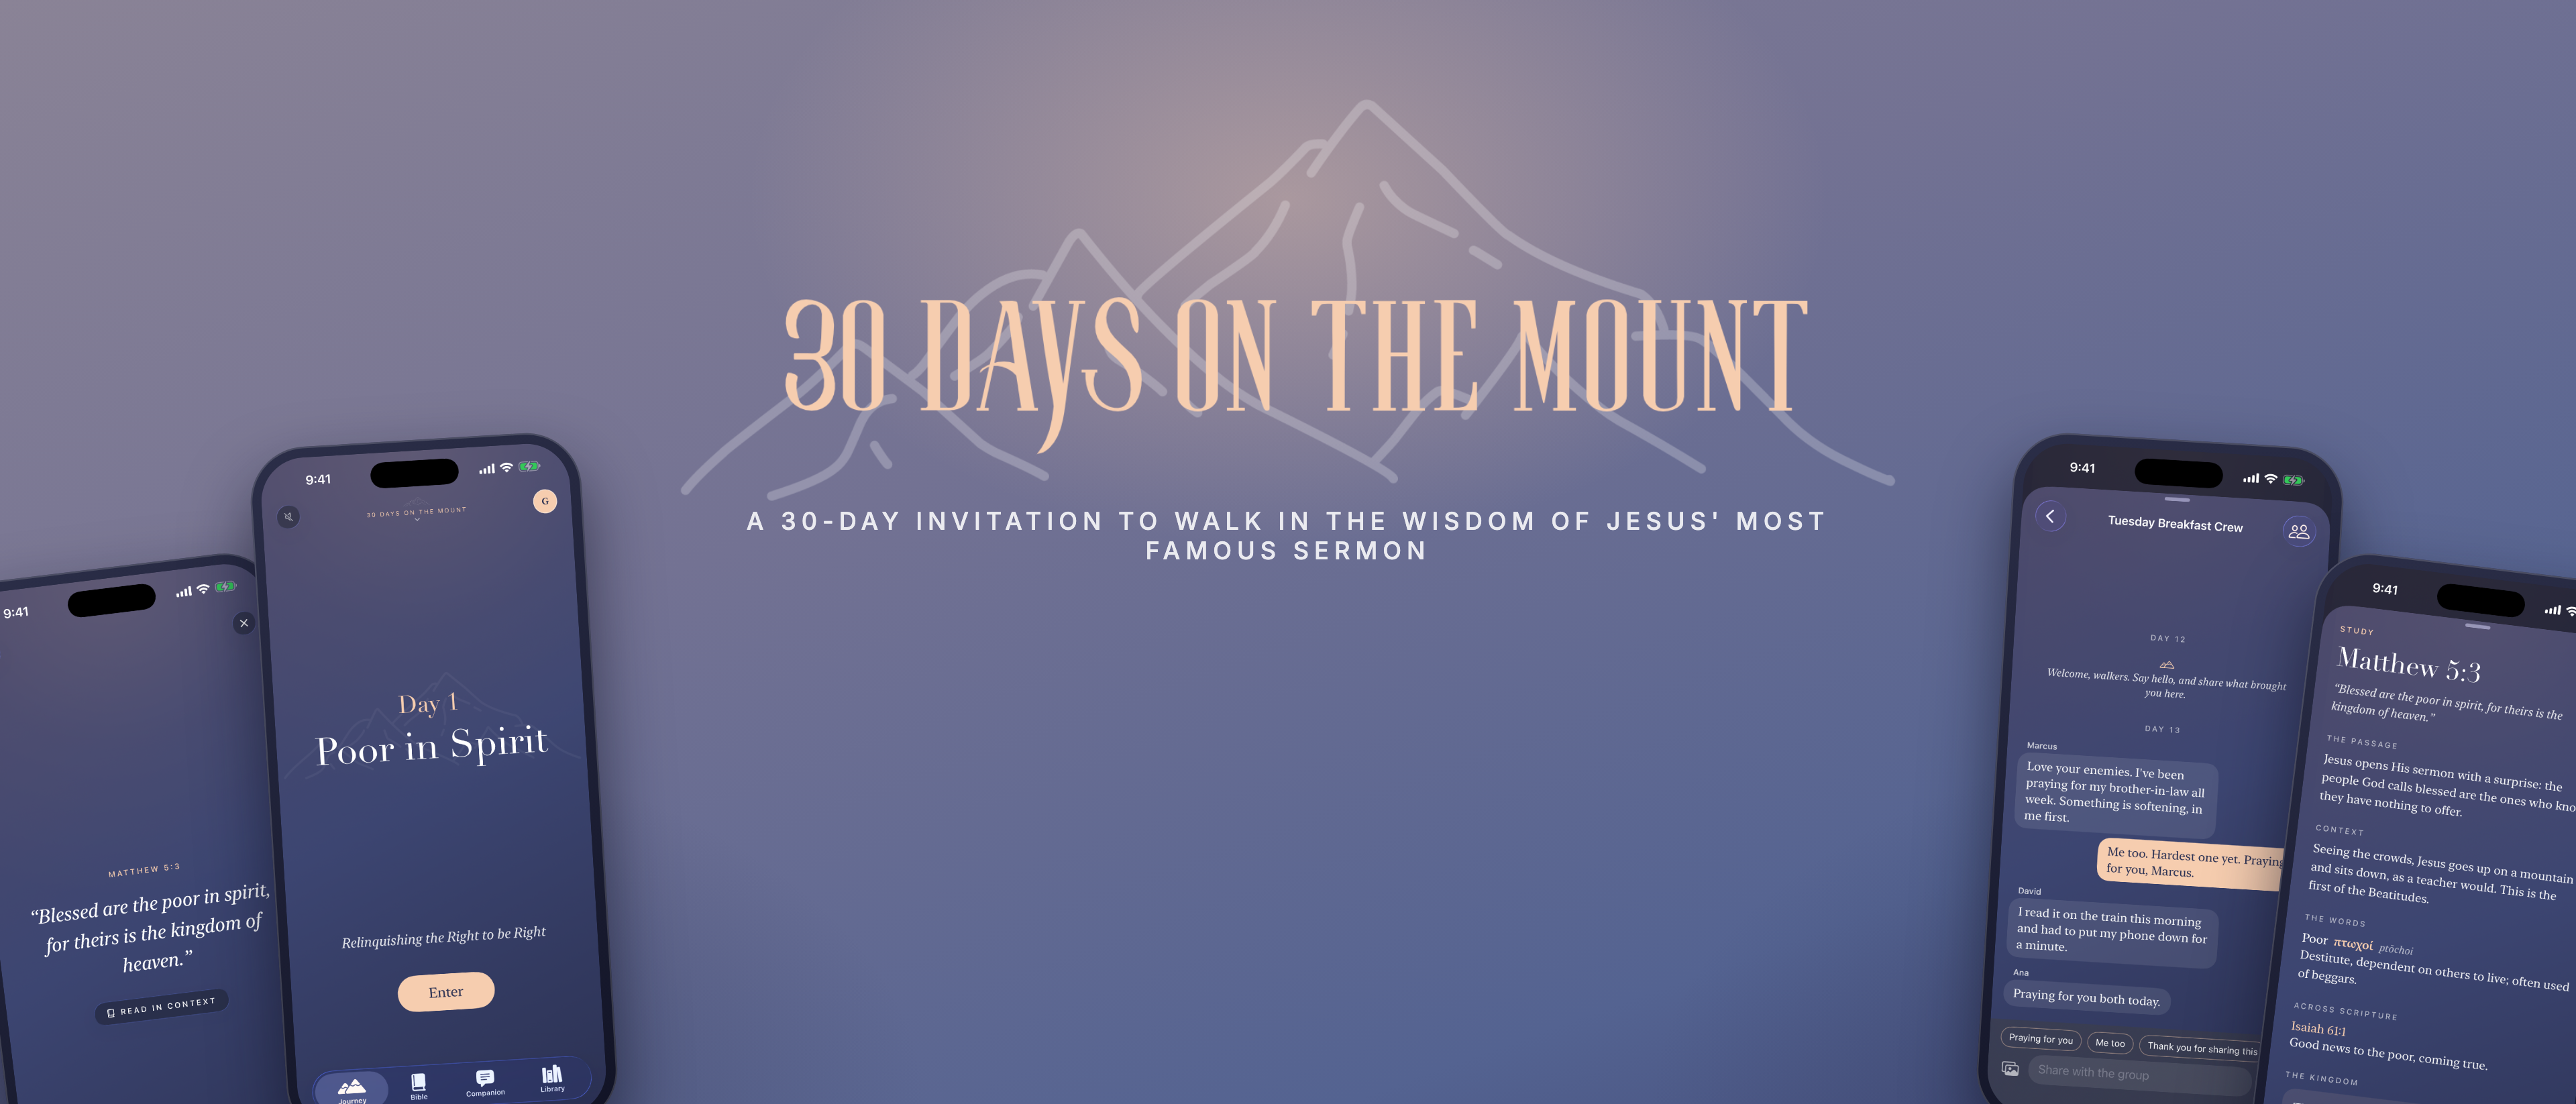 30 DAYS ON THE MOUNT
A 30-DAY INVITATION TO WALK IN THE WISDOM OF JESUS' MOST
FAMOUS SERMON
9:41
MATTHEW 5:3
“Blessed are the poor in spirit,
for theirs is the kingdom of
heaven.”
READ IN CONTEXT
9:41
30 DAYS ON THE MOUNT
G
Day 1
Poor in Spirit
Relinquishing the Right to be Right
Enter
Journey
Bible
Companion
Library
9:41
Tuesday Breakfast Crew
DAY 12
Welcome, walkers. Say hello, and share what brought
you here.
DAY 13
Marcus
Love your enemies. I've been
praying for my brother-in-law all
week. Something is softening, in
me first.
Me too. Hardest one yet. Praying
for you, Marcus.
David
I read it on the train this morning
and had to put my phone down for
a minute.
Ana
Praying for you both today.
Praying for you
Me too
Thank you for sharing this
Share with the group
9:41
STUDY
Matthew 5:3
“Blessed are the poor in spirit, for theirs is the
kingdom of heaven.”
THE PASSAGE
Jesus opens His sermon with a surprise: the
people God calls blessed are the ones who
they have nothing to offer.
CONTEXT
Seeing the crowds, Jesus goes up on a mountain
and sits down, as a teacher would. This is the
first of the Beatitudes.
THE WORDS
Poor πτωχοί ptōchoi
Destitute, dependent on others to live; often used
of beggars.
ACROSS SCRIPTURE
Isaiah 61:1
Good news to the poor, coming true.
THE KINGDOM